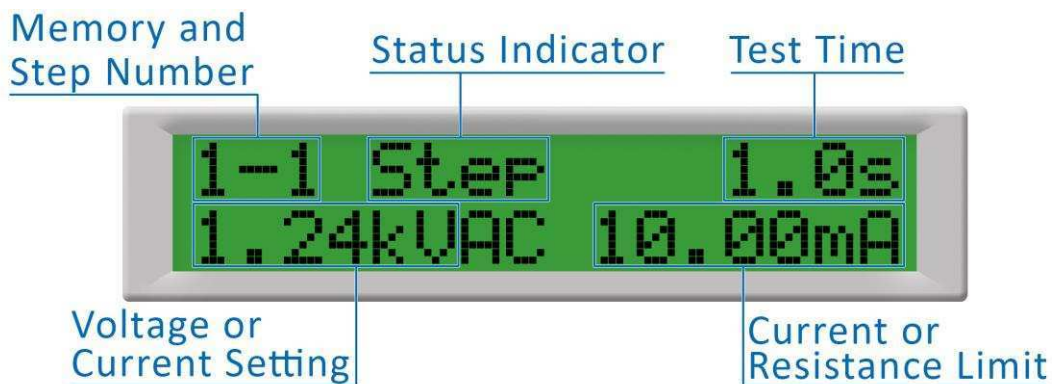 Memory and
Step Number
Status Indicator
Test Time
1-1 Step 1.0s
1.24kVAC 10.00mA
Voltage or
Current Setting
Current or
Resistance Limit